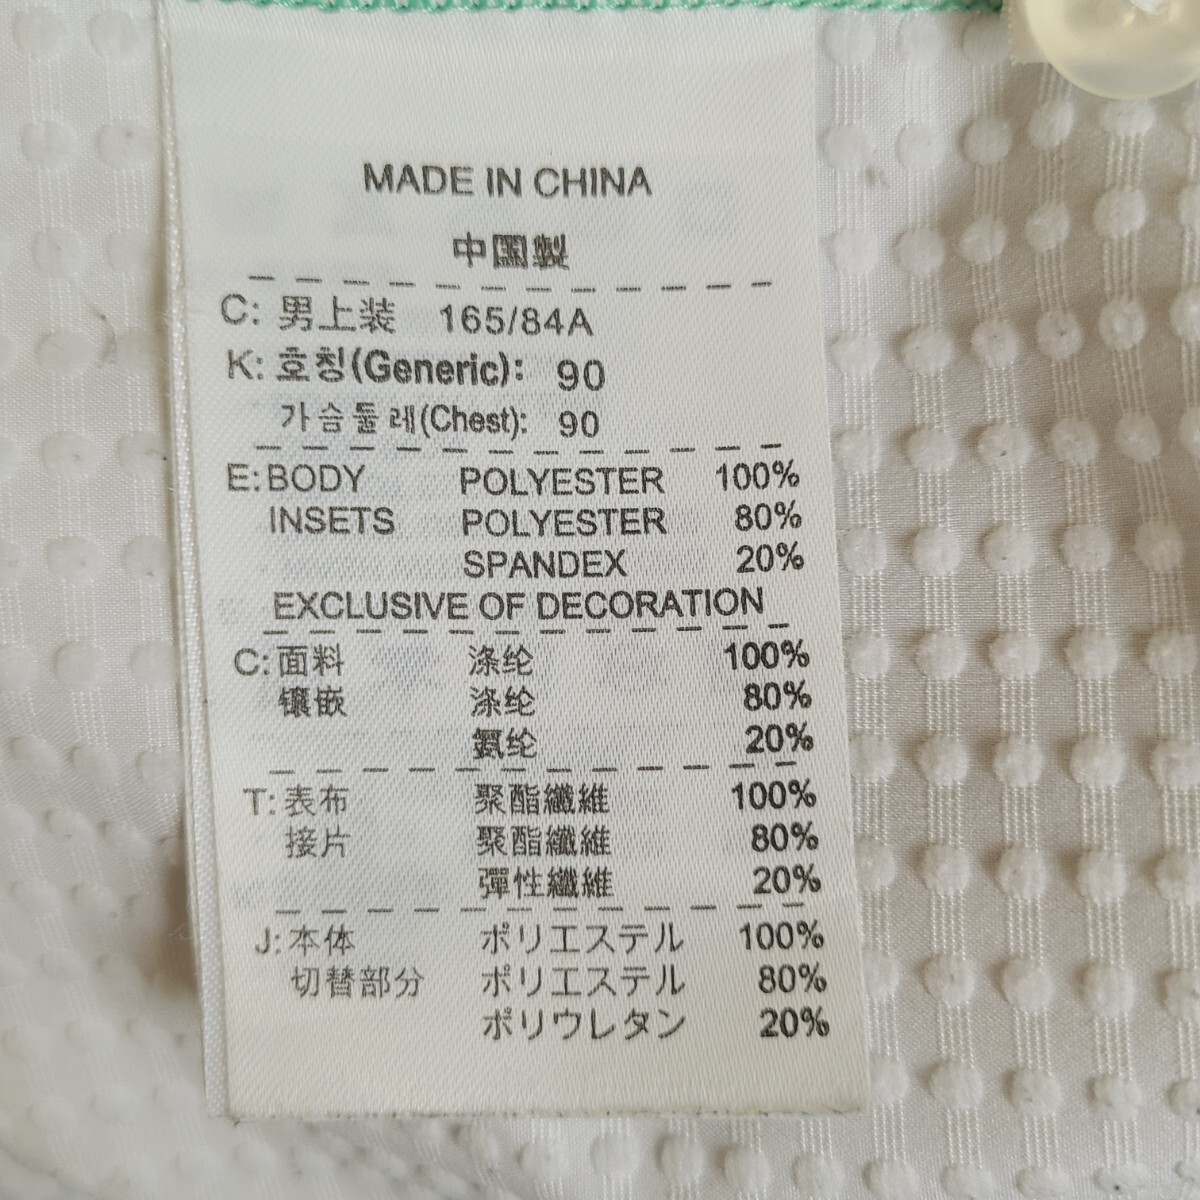 MADE IN CHINA
中国製
C: 男上装 165/84A
K: 호칭(Generic): 90
가슴둘레(Chest): 90
E: BODY POLYESTER 100%
INSETS POLYESTER 80%
SPANDEX 20%
EXCLUSIVE OF DECORATION
C: 面料 涤纶 100%
镶嵌 涤纶 80%
氨纶 20%
T: 表布 聚酯纖維 100%
接片 聚酯纖維 80%
彈性纖維 20%
J: 本体 ポリエステル 100%
切替部分 ポリエステル 80%
ポリウレタン 20%